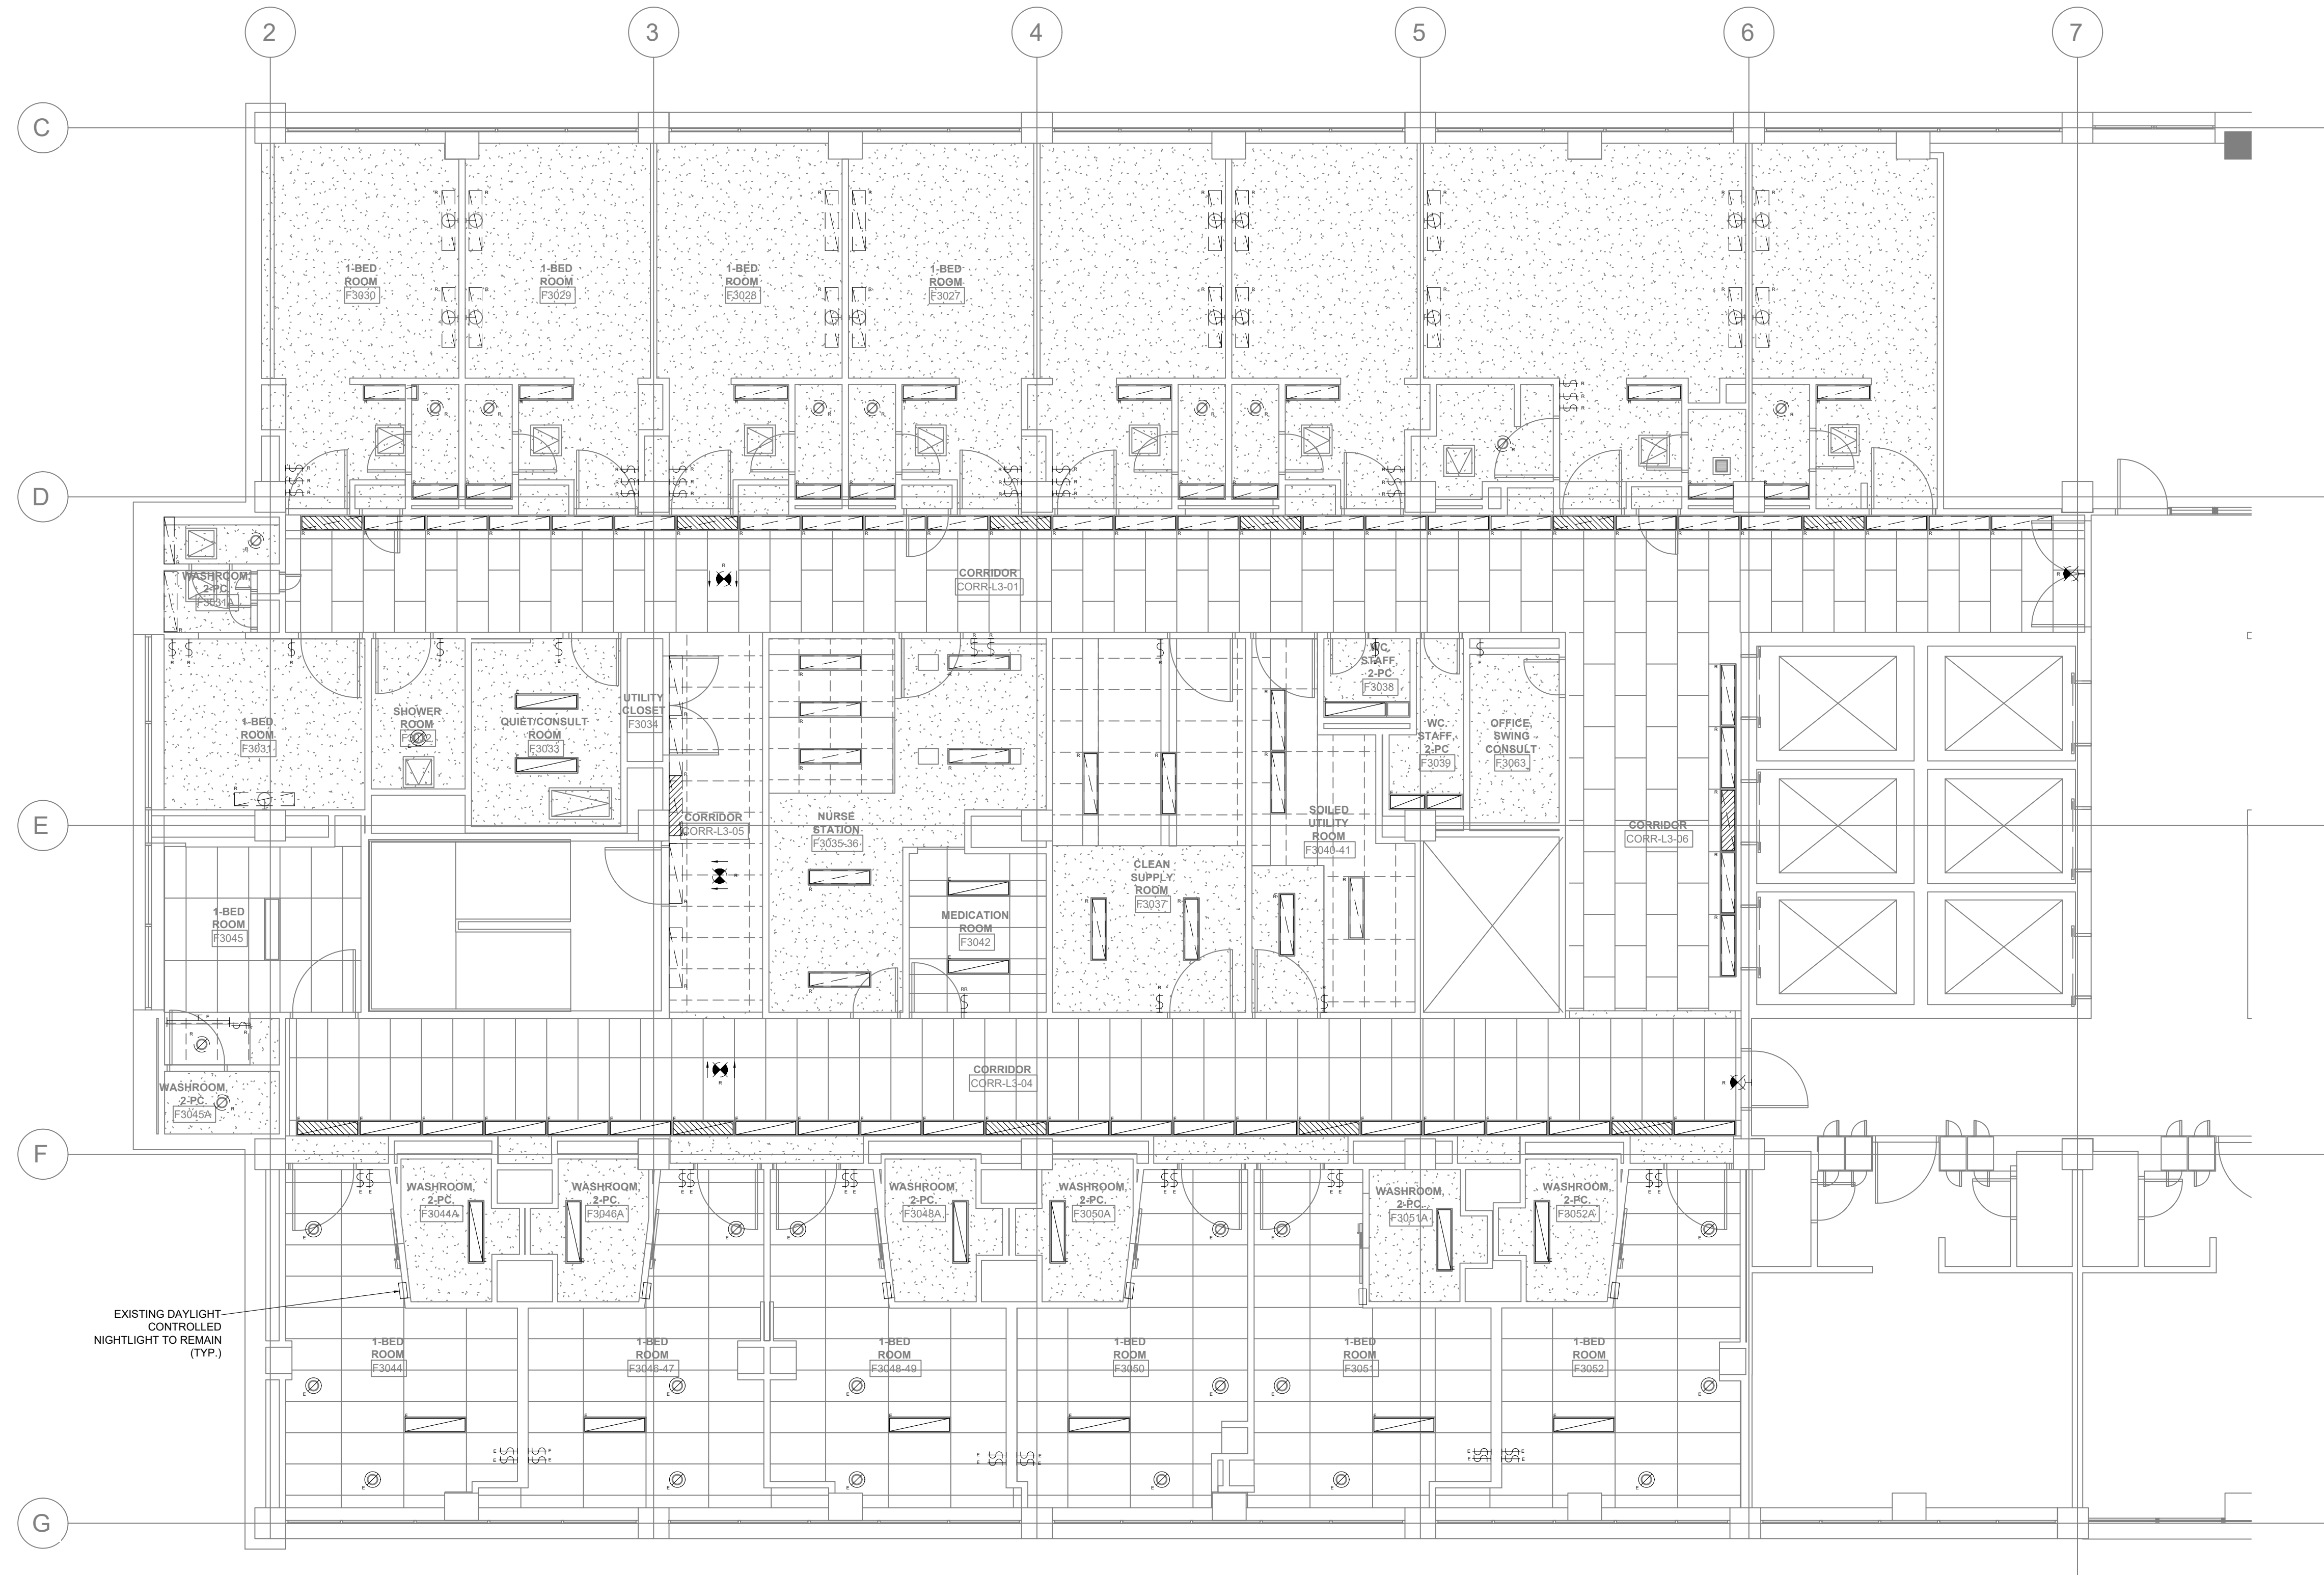 2
3
4
5
6
7
C
1-BED
ROOM
F3030
1-BED
ROOM
F3029
1-BED
ROOM
F3028
1-BED
ROOM
F3027
D
WASHROOM,
2-PC.
F3031A
CORRIDOR
CORR-L3-01
1-BED
ROOM
F3031
SHOWER
ROOM
F3032
QUIET/CONSULT
ROOM
F3033
UTILITY
CLOSET
F3034
WC,
STAFF,
2-PC
F3038
WC,
STAFF,
2-PC
F3039
OFFICE,
SWING
CONSULT
F3063
E
CORRIDOR
CORR-L3-05
NURSE
STATION
F3035-36
SOILED
UTILITY
ROOM
F3040-41
CORRIDOR
CORR-L3-06
CLEAN
SUPPLY
ROOM
F3037
1-BED
ROOM
F3045
MEDICATION
ROOM
F3042
WASHROOM,
2-PC.
F3045A
CORRIDOR
CORR-L3-04
F
WASHROOM,
2-PC.
F3044A
WASHROOM,
2-PC.
F3046A
WASHROOM,
2-PC.
F3048A
WASHROOM,
2-PC.
F3050A
WASHROOM,
2-PC.
F3051A
WASHROOM,
2-PC.
F3052A
EXISTING DAYLIGHT
CONTROLLED
NIGHTLIGHT TO REMAIN
(TYP.)
1-BED
ROOM
F3044
1-BED
ROOM
F3046-47
1-BED
ROOM
F3048-49
1-BED
ROOM
F3050
1-BED
ROOM
F3051
1-BED
ROOM
F3052
G